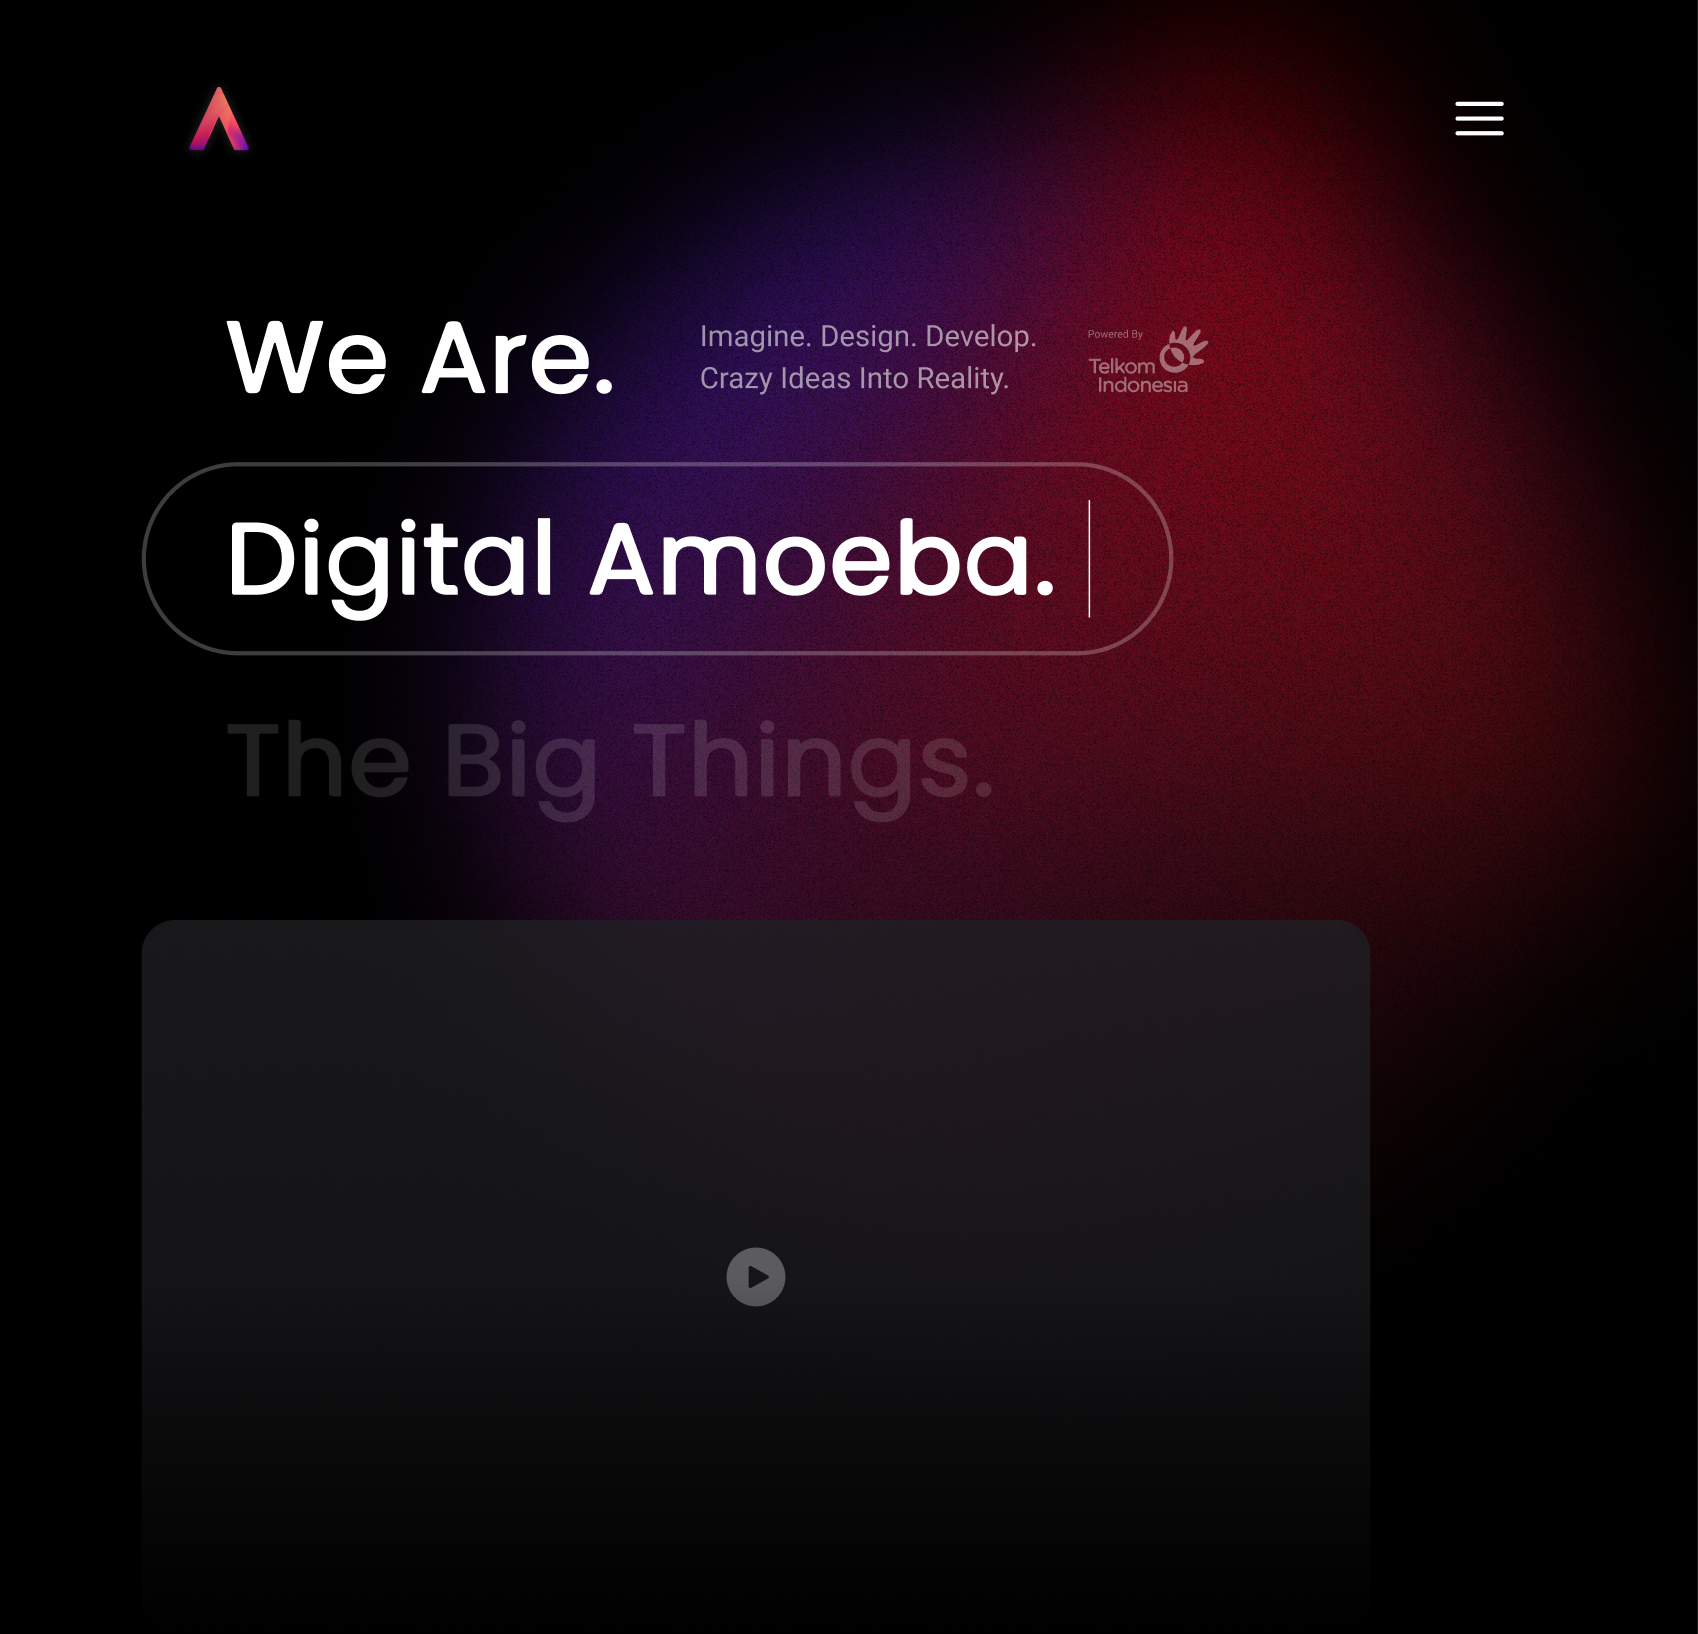 We Are.
Imagine. Design. Develop.
Crazy Ideas Into Reality.
Powered By
Telkom
Indonesia
Digital Amoeba.
The Big Things.